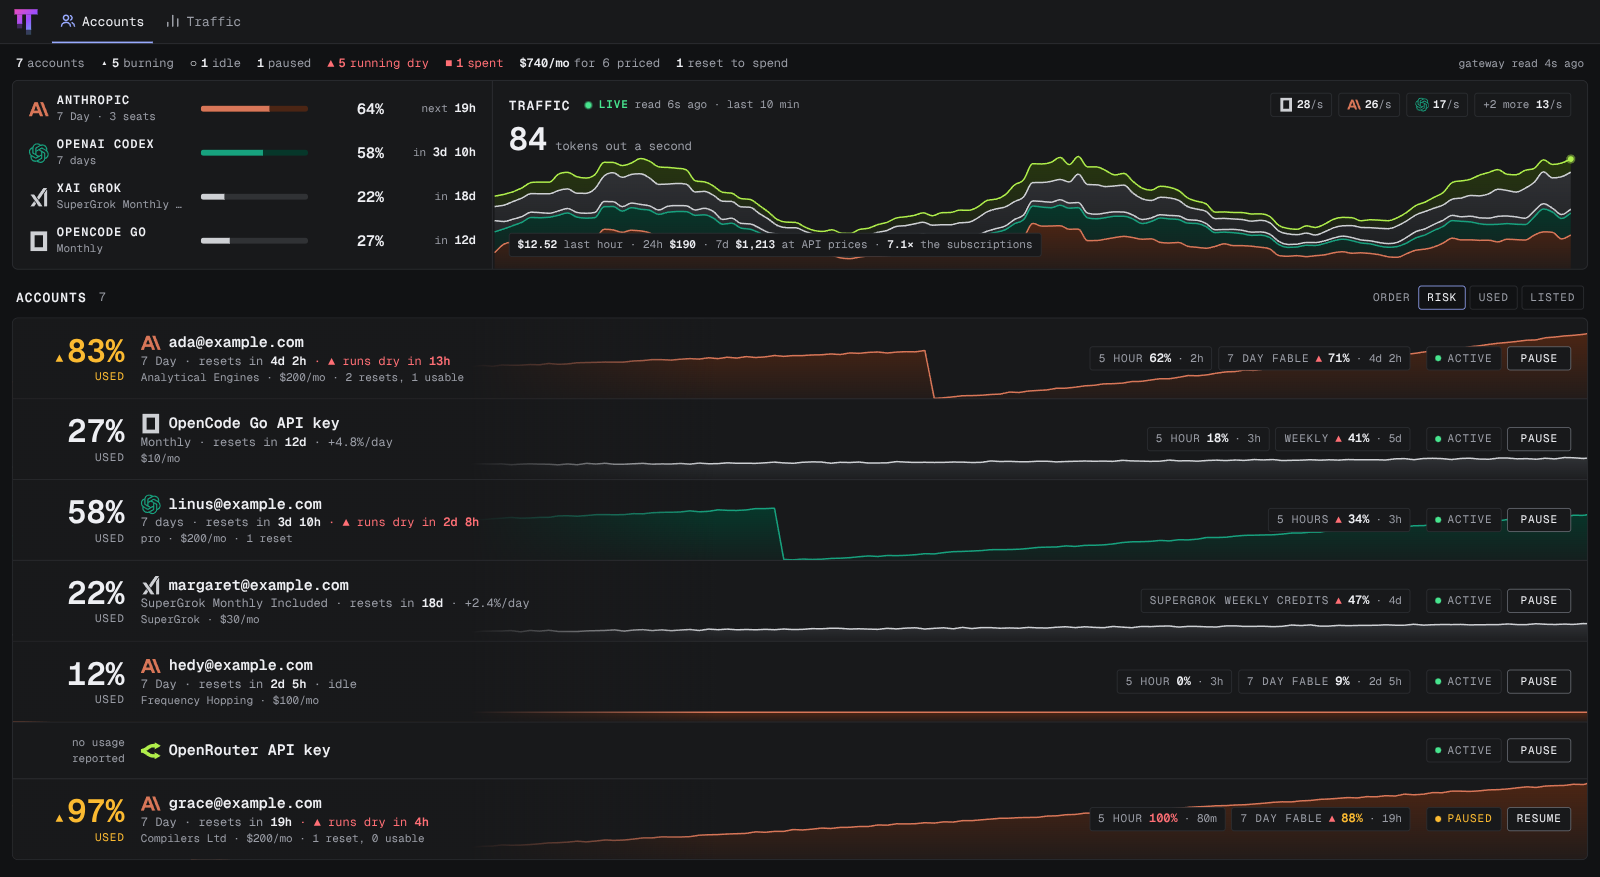 Accounts Traffic
7 accounts ▲ 5 burning ○ 1 idle 1 paused ▲ 5 running dry ■ 1 spent $740/mo for 6 priced 1 reset to spend gateway read 4s ago
ANTHROPIC
7 Day · 3 seats
64% next 19h
OPENAI CODEX
7 days
58% in 3d 10h
XAI GROK
SuperGrok Monthly …
22% in 18d
OPENCODE GO
Monthly
27% in 12d
TRAFFIC ● LIVE read 6s ago · last 10 min
28/s 26/s 17/s +2 more 13/s
84 tokens out a second
$12.52 last hour · 24h $190 · 7d $1,213 at API prices · 7.1× the subscriptions
ACCOUNTS 7
ORDER RISK USED LISTED
▲83% USED
ada@example.com
7 Day · resets in 4d 2h · ▲ runs dry in 13h
Analytical Engines · $200/mo · 2 resets, 1 usable
5 HOUR 62% · 2h 7 DAY FABLE ▲ 71% · 4d 2h ● ACTIVE PAUSE
27% USED
OpenCode Go API key
Monthly · resets in 12d · +4.8%/day
$10/mo
5 HOUR 18% · 3h WEEKLY ▲ 41% · 5d ● ACTIVE PAUSE
58% USED
linus@example.com
7 days · resets in 3d 10h · ▲ runs dry in 2d 8h
pro · $200/mo · 1 reset
5 HOURS ▲ 34% · 3h ● ACTIVE PAUSE
22% USED
margaret@example.com
SuperGrok Monthly Included · resets in 18d · +2.4%/day
SuperGrok · $30/mo
SUPERGROK WEEKLY CREDITS ▲ 47% · 4d ● ACTIVE PAUSE
12% USED
hedy@example.com
7 Day · resets in 2d 5h · idle
Frequency Hopping · $100/mo
5 HOUR 0% · 3h 7 DAY FABLE 9% · 2d 5h ● ACTIVE PAUSE
no usage reported
OpenRouter API key
● ACTIVE PAUSE
▲97% USED
grace@example.com
7 Day · resets in 19h · ▲ runs dry in 4h
Compilers Ltd · $200/mo · 1 reset, 0 usable
5 HOUR 100% · 80m 7 DAY FABLE ▲ 88% · 19h ● PAUSED RESUME